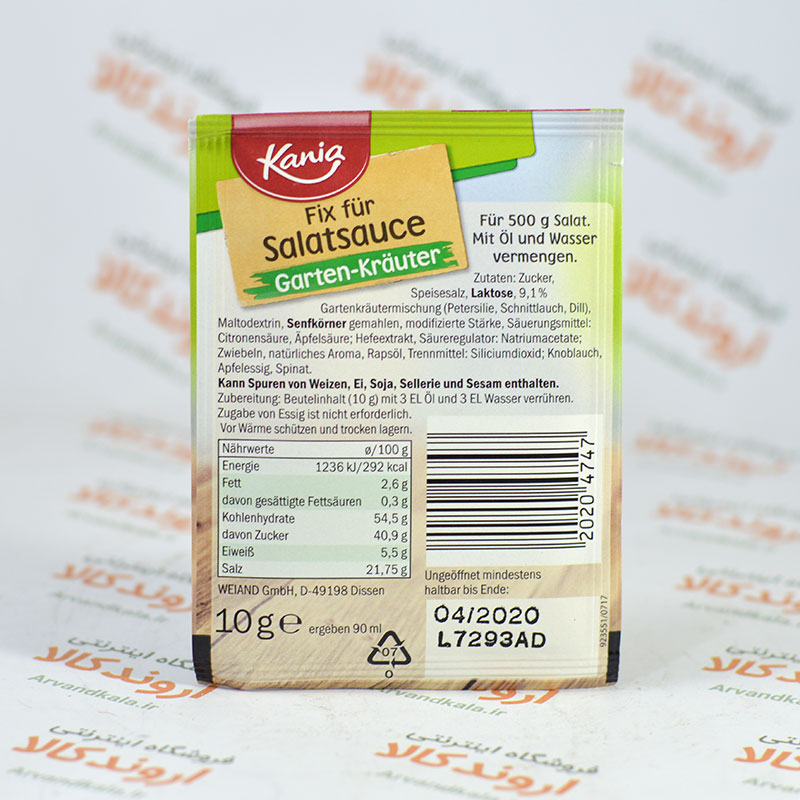 Kania
Fix für
Salatsauce
Garten-Kräuter
Für 500 g Salat.
Mit Öl und Wasser
vermengen.
Zutaten: Zucker,
Speisesalz, Laktose, 9,1%
Gartenkräutermischung (Petersilie, Schnittlauch, Dill),
Maltodextrin, Senfkörner gemahlen, modifizierte Stärke, Säuerungsmittel:
Citronensäure, Äpfelsäure; Hefeextrakt, Säureregulator: Natriumacetate;
Zwiebeln, natürliches Aroma, Rapsöl, Trennmittel: Siliciumdioxid; Knoblauch,
Apfelessig, Spinat.
Kann Spuren von Weizen, Ei, Soja, Sellerie und Sesam enthalten.
Zubereitung: Beutelinhalt (10 g) mit 3 EL Öl und 3 EL Wasser verrühren.
Zugabe von Essig ist nicht erforderlich.
Vor Wärme schützen und trocken lagern.
Nährwerte ø/100 g
Energie 1236 kJ/292 kcal
Fett 2,6 g
davon gesättigte Fettsäuren 0,3 g
Kohlenhydrate 54,5 g
davon Zucker 40,9 g
Eiweiß 5,5 g
Salz 21,75 g
WEIAND GmbH, D-49198 Dissen
10 g e ergeben 90 ml
07
O
2020 4747
Ungeöffnet mindestens
haltbar bis Ende:
04/2020
L7293AD
923551/0717
فروشگاه اینترنتی
اروندکالا
Arvandkala.ir